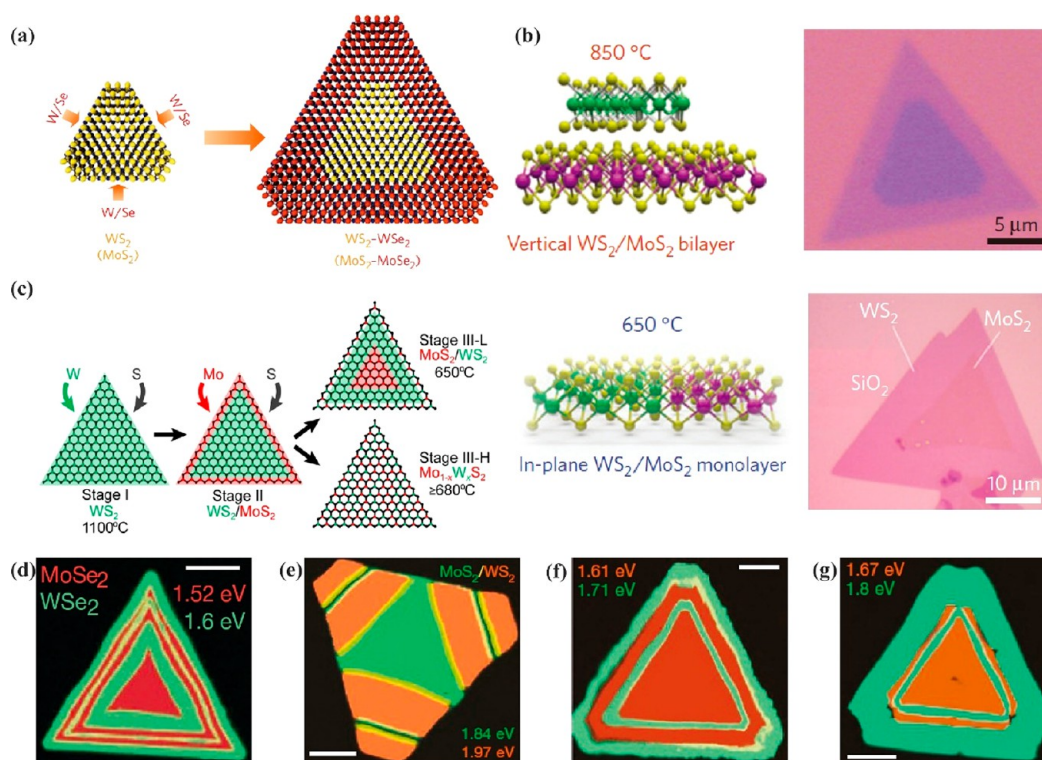 (a)
W/Se
W/Se
W/Se
WS₂
(MoS₂)
WS₂-WSe₂
(MoS₂-MoSe₂)
(b)
850 °C
Vertical WS₂/MoS₂ bilayer
5 μm
650 °C
In-plane WS₂/MoS₂ monolayer
WS₂
MoS₂
SiO₂
10 μm
(c)
W
S
Stage I
WS₂
1100ºC
Mo
S
Stage II
WS₂/MoS₂
Stage III-L
MoS₂/WS₂
650ºC
Stage III-H
Mo₁₋ₓWₓS₂
≥680ºC
(d)
MoSe₂
WSe₂
1.52 eV
1.6 eV
(e)
MoS₂/WS₂
1.84 eV
1.97 eV
(f)
1.61 eV
1.71 eV
(g)
1.67 eV
1.8 eV